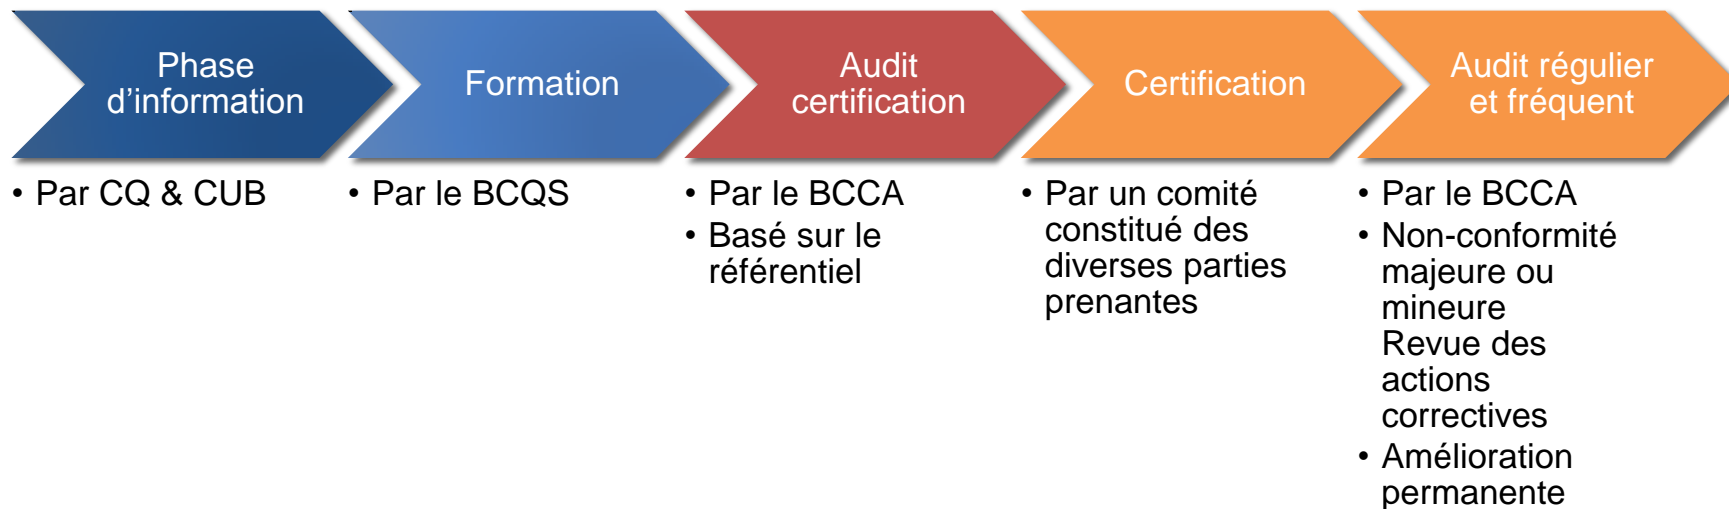 Phase
d’information
Formation
Audit
certification
Certification
Audit régulier
et fréquent
• Par CQ & CUB
• Par le BCQS
• Par le BCCA
• Basé sur le
référentiel
• Par un comité
constitué des
diverses parties
prenantes
• Par le BCCA
• Non-conformité
majeure ou
mineure
Revue des
actions
correctives
• Amélioration
permanente